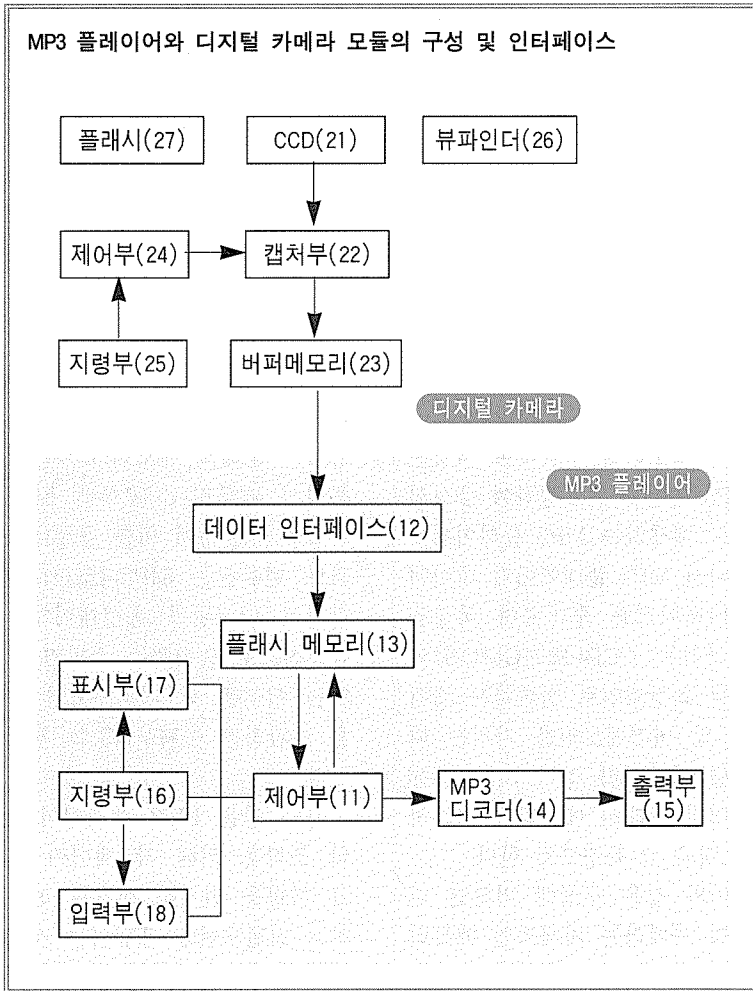 MP3 플레이어와 디지털 카메라 모듈의 구성 및 인터페이스
플래시(27)
CCD(21)
뷰파인더(26)
제어부(24)
캡처부(22)
지령부(25)
버퍼메모리(23)
디지털 카메라
MP3 플레이어
데이터 인터페이스(12)
플래시 메모리(13)
표시부(17)
지령부(16)
제어부(11)
MP3
디코더(14)
출력부
(15)
입력부(18)